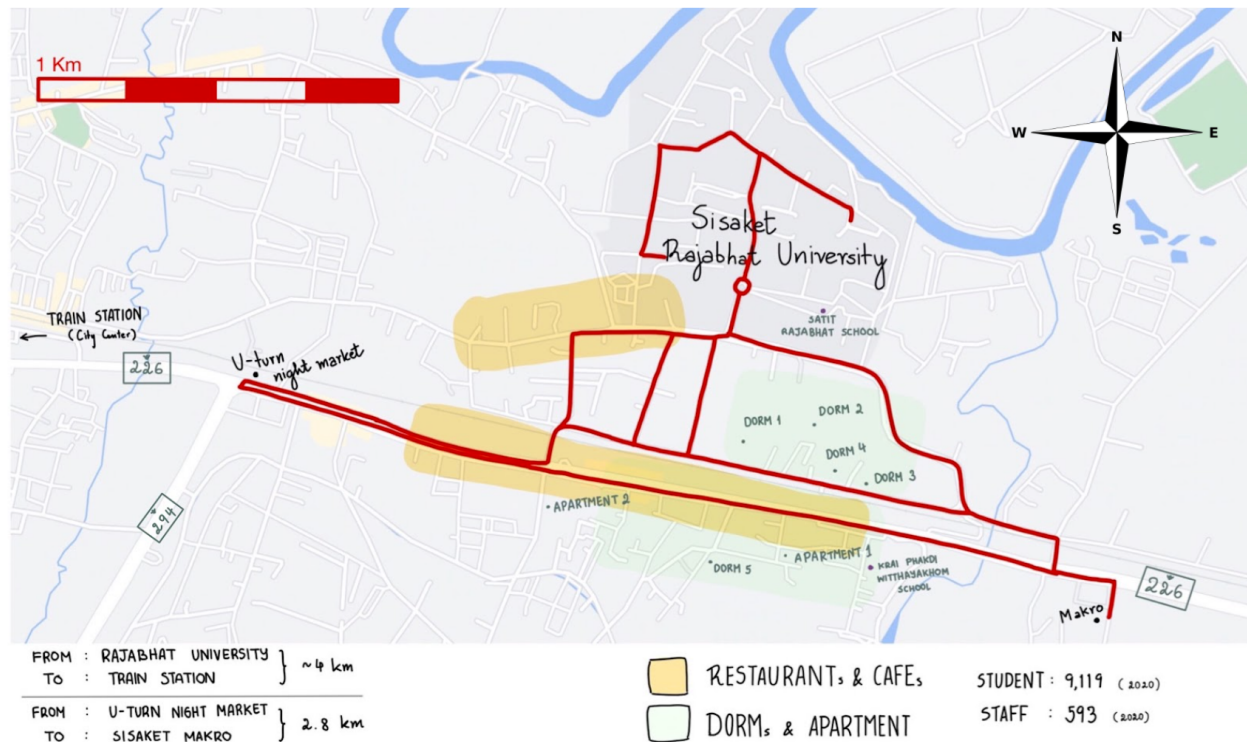 1 Km
N
W
E
S
Sisaket
Rajabhat University
SATIT
RAJABHAT SCHOOL
TRAIN STATION
(City Center)
226
U-turn
night market
294
DORM 1
DORM 2
DORM 4
DORM 3
APARTMENT 2
APARTMENT 1
DORM 5
KRAI PHAKDI
WITTHAYAKHOM
SCHOOL
226
Makro
FROM : RAJABHAT UNIVERSITY
TO : TRAIN STATION
~4 km
FROM : U-TURN NIGHT MARKET
TO : SISAKET MAKRO
2.8 km
RESTAURANTs & CAFEs
DORMs & APARTMENT
STUDENT : 9,119 (2020)
STAFF : 593 (2020)